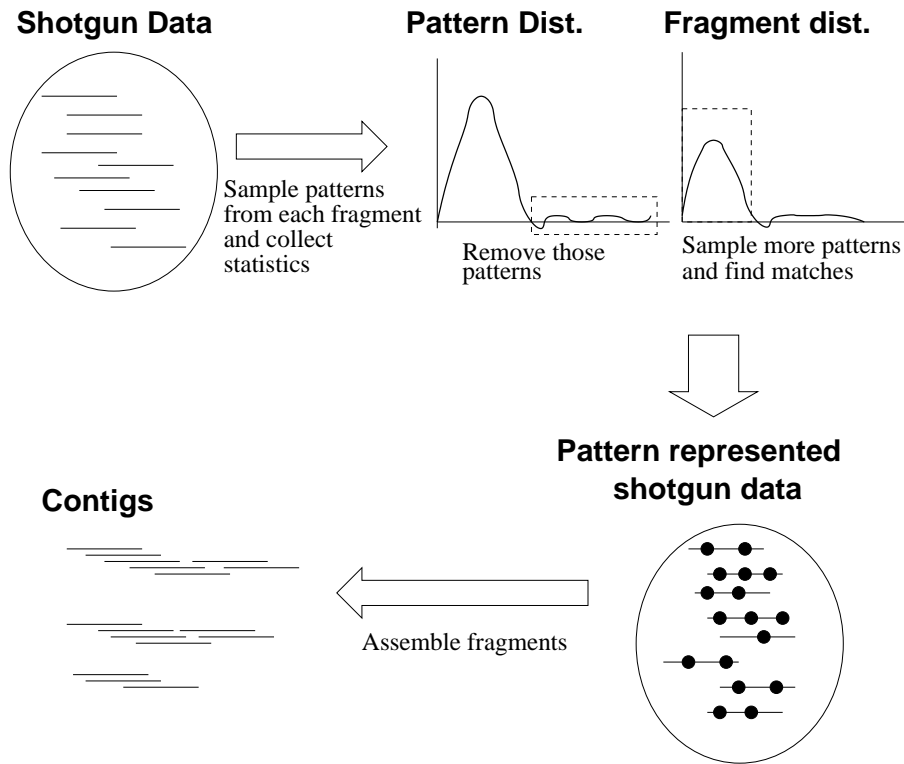 Shotgun Data
Pattern Dist.
Fragment dist.
Sample patterns
from each fragment
and collect
statistics
Remove those
patterns
Sample more patterns
and find matches
Pattern represented
shotgun data
Contigs
Assemble fragments